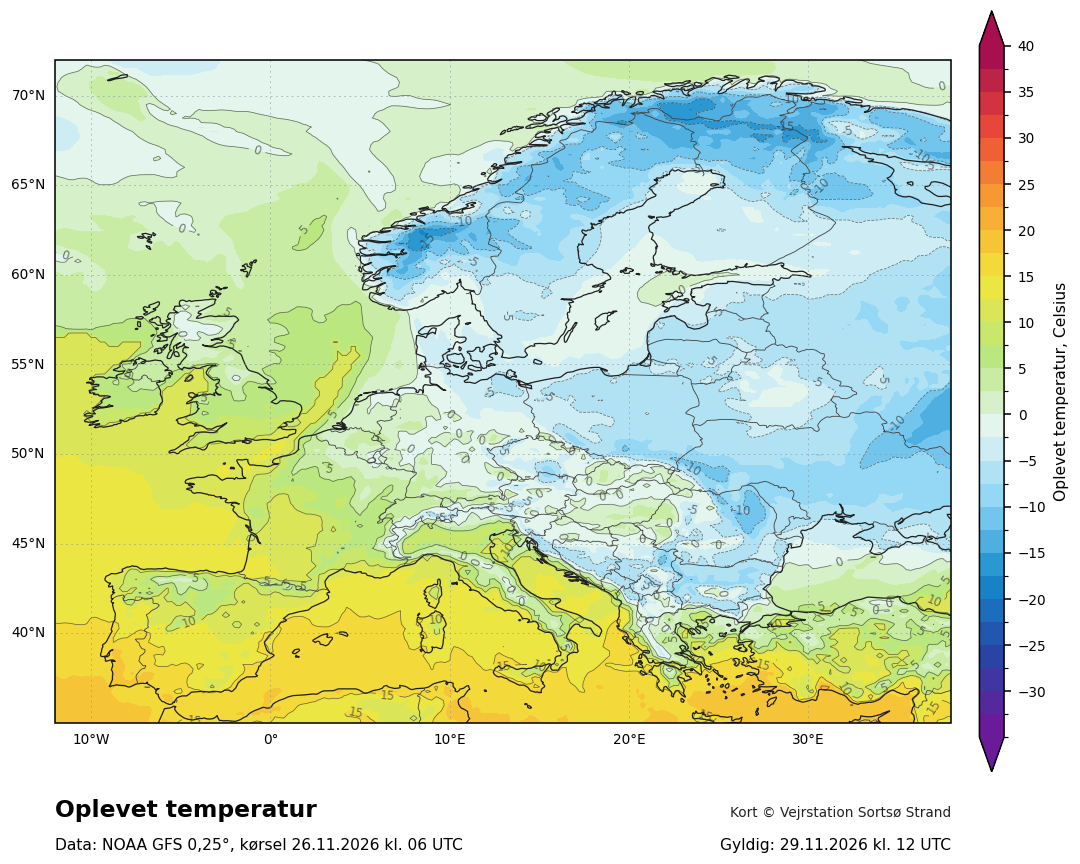 40
35
30
25
20
15
10
5
0
−5
−10
−15
−20
−25
−30
Oplevet temperatur, Celsius
70°N
65°N
60°N
55°N
50°N
45°N
40°N
10°W 0° 10°E 20°E 30°E
Oplevet temperatur
Kort © Vejrstation Sortsø Strand
Data: NOAA GFS 0,25°, kørsel 26.11.2026 kl. 06 UTC
Gyldig: 29.11.2026 kl. 12 UTC